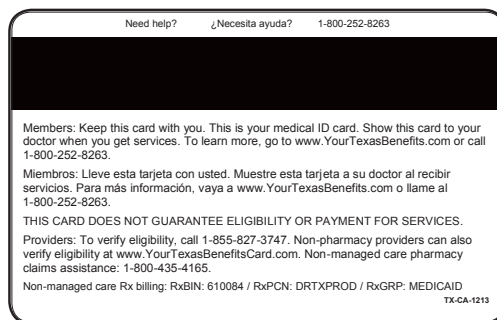 Need help? ¿Necesita ayuda? 1-800-252-8263
Members: Keep this card with you. This is your medical ID card. Show this card to your
doctor when you get services. To learn more, go to www.YourTexasBenefits.com or call
1-800-252-8263.
Miembros: Lleve esta tarjeta con usted. Muestre esta tarjeta a su doctor al recibir
servicios. Para más información, vaya a www.YourTexasBenefits.com o llame al
1-800-252-8263.
THIS CARD DOES NOT GUARANTEE ELIGIBILITY OR PAYMENT FOR SERVICES.
Providers: To verify eligibility, call 1-855-827-3747. Non-pharmacy providers can also
verify eligibility at www.YourTexasBenefitsCard.com. Non-managed care pharmacy
claims assistance: 1-800-435-4165.
Non-managed care Rx billing: RxBIN: 610084 / RxPCN: DRTXPROD / RxGRP: MEDICAID
TX-CA-1213